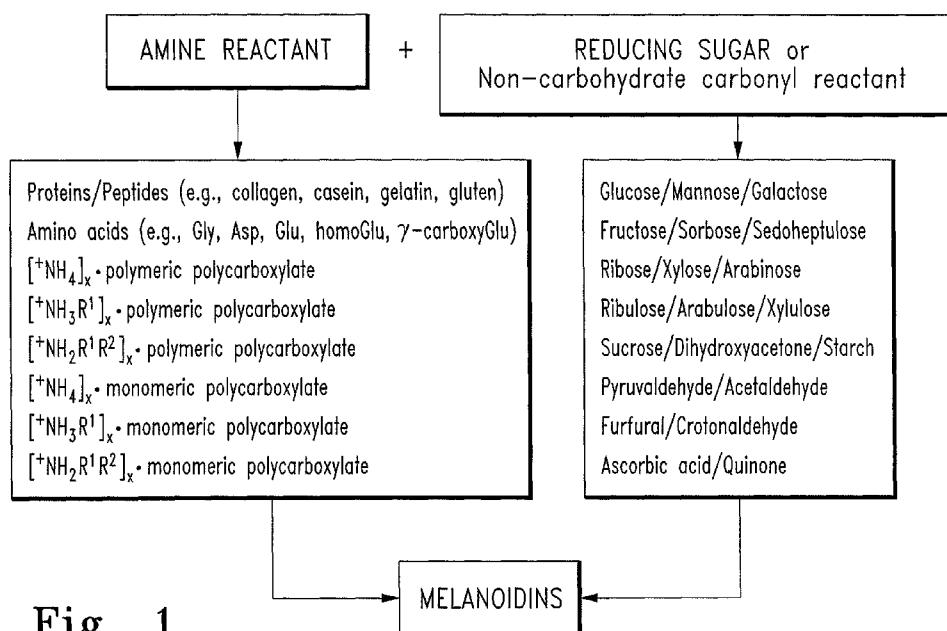 AMINE REACTANT
+
REDUCING SUGAR or
Non-carbohydrate carbonyl reactant
Proteins/Peptides (e.g., collagen, casein, gelatin, gluten)
Amino acids (e.g., Gly, Asp, Glu, homoGlu, γ-carboxyGlu)
[⁺NH₄]ₓ • polymeric polycarboxylate
[⁺NH₃R¹]ₓ • polymeric polycarboxylate
[⁺NH₂R¹R²]ₓ • polymeric polycarboxylate
[⁺NH₄]ₓ • monomeric polycarboxylate
[⁺NH₃R¹]ₓ • monomeric polycarboxylate
[⁺NH₂R¹R²]ₓ • monomeric polycarboxylate
Glucose/Mannose/Galactose
Fructose/Sorbose/Sedoheptulose
Ribose/Xylose/Arabinose
Ribulose/Arabulose/Xylulose
Sucrose/Dihydroxyacetone/Starch
Pyruvaldehyde/Acetaldehyde
Furfural/Crotonaldehyde
Ascorbic acid/Quinone
MELANOIDINS
Fig. 1